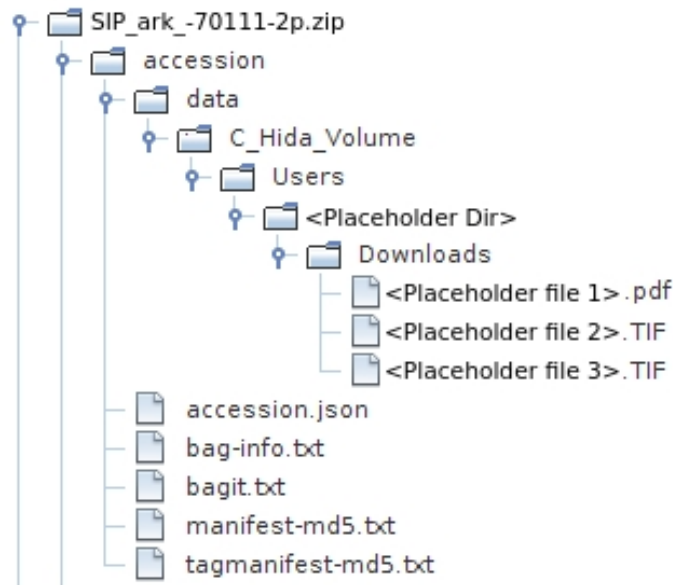 SIP_ark_-70111-2p.zip
accession
data
C_Hida_Volume
Users
<Placeholder Dir>
Downloads
<Placeholder file 1>.pdf
<Placeholder file 2>.TIF
<Placeholder file 3>.TIF
accession.json
bag-info.txt
bagit.txt
manifest-md5.txt
tagmanifest-md5.txt